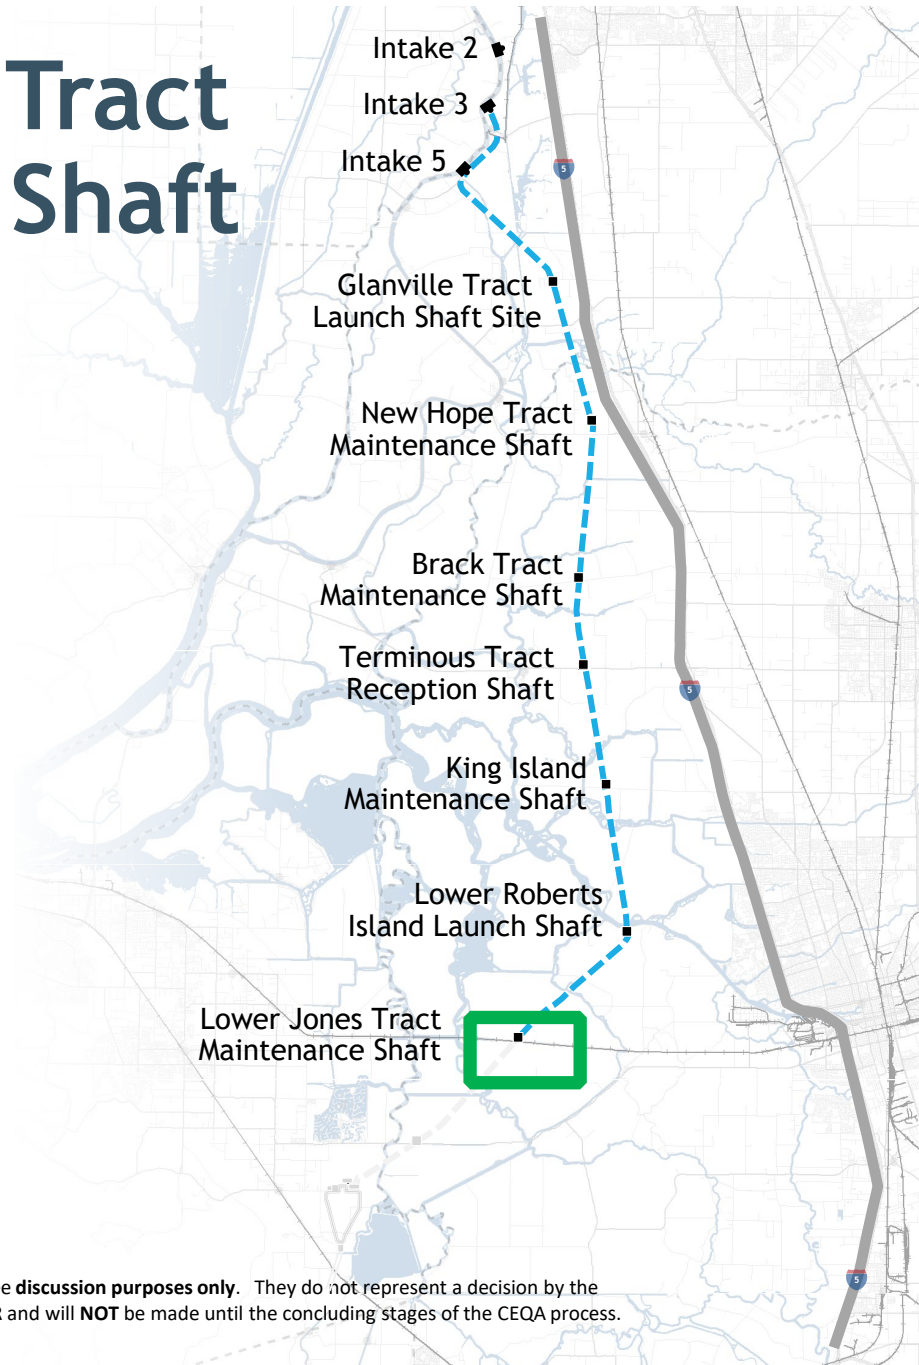 Tract
Shaft
Intake 2
Intake 3
Intake 5
5
Glanville Tract
Launch Shaft Site
New Hope Tract
Maintenance Shaft
Brack Tract
Maintenance Shaft
Terminous Tract
Reception Shaft
5
King Island
Maintenance Shaft
Lower Roberts
Island Launch Shaft
Lower Jones Tract
Maintenance Shaft
5
e discussion purposes only. They do not represent a decision by the
R and will NOT be made until the concluding stages of the CEQA process.